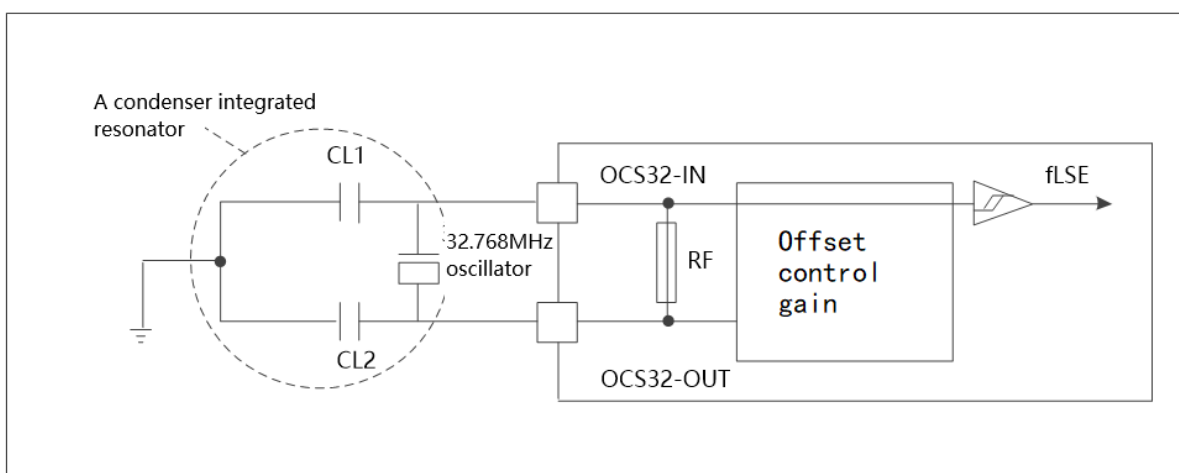 A condenser integrated
resonator
CL1
OCS32-IN
fLSE
32.768MHz
oscillator
RF
Offset
control
gain
CL2
OCS32-OUT